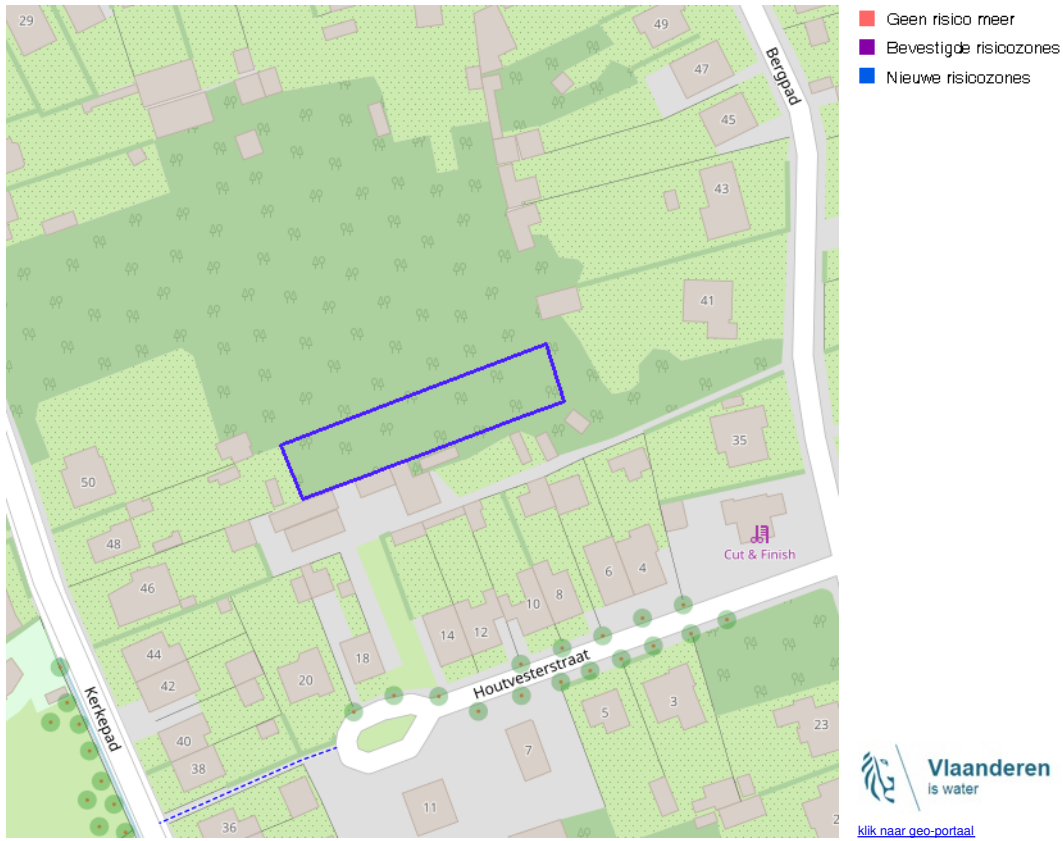 29
49
47
45
43
41
35
Bergpad
50
48
46
44
42
40
38
36
Kerkepad
20
18
14
12
10
8
6
4
Cut & Finish
Houtvesterstraat
5
3
7
11
23
2
Geen risico meer
Bevestigde risicozones
Nieuwe risicozones
Vlaanderen
is water
klik naar geo-portaal